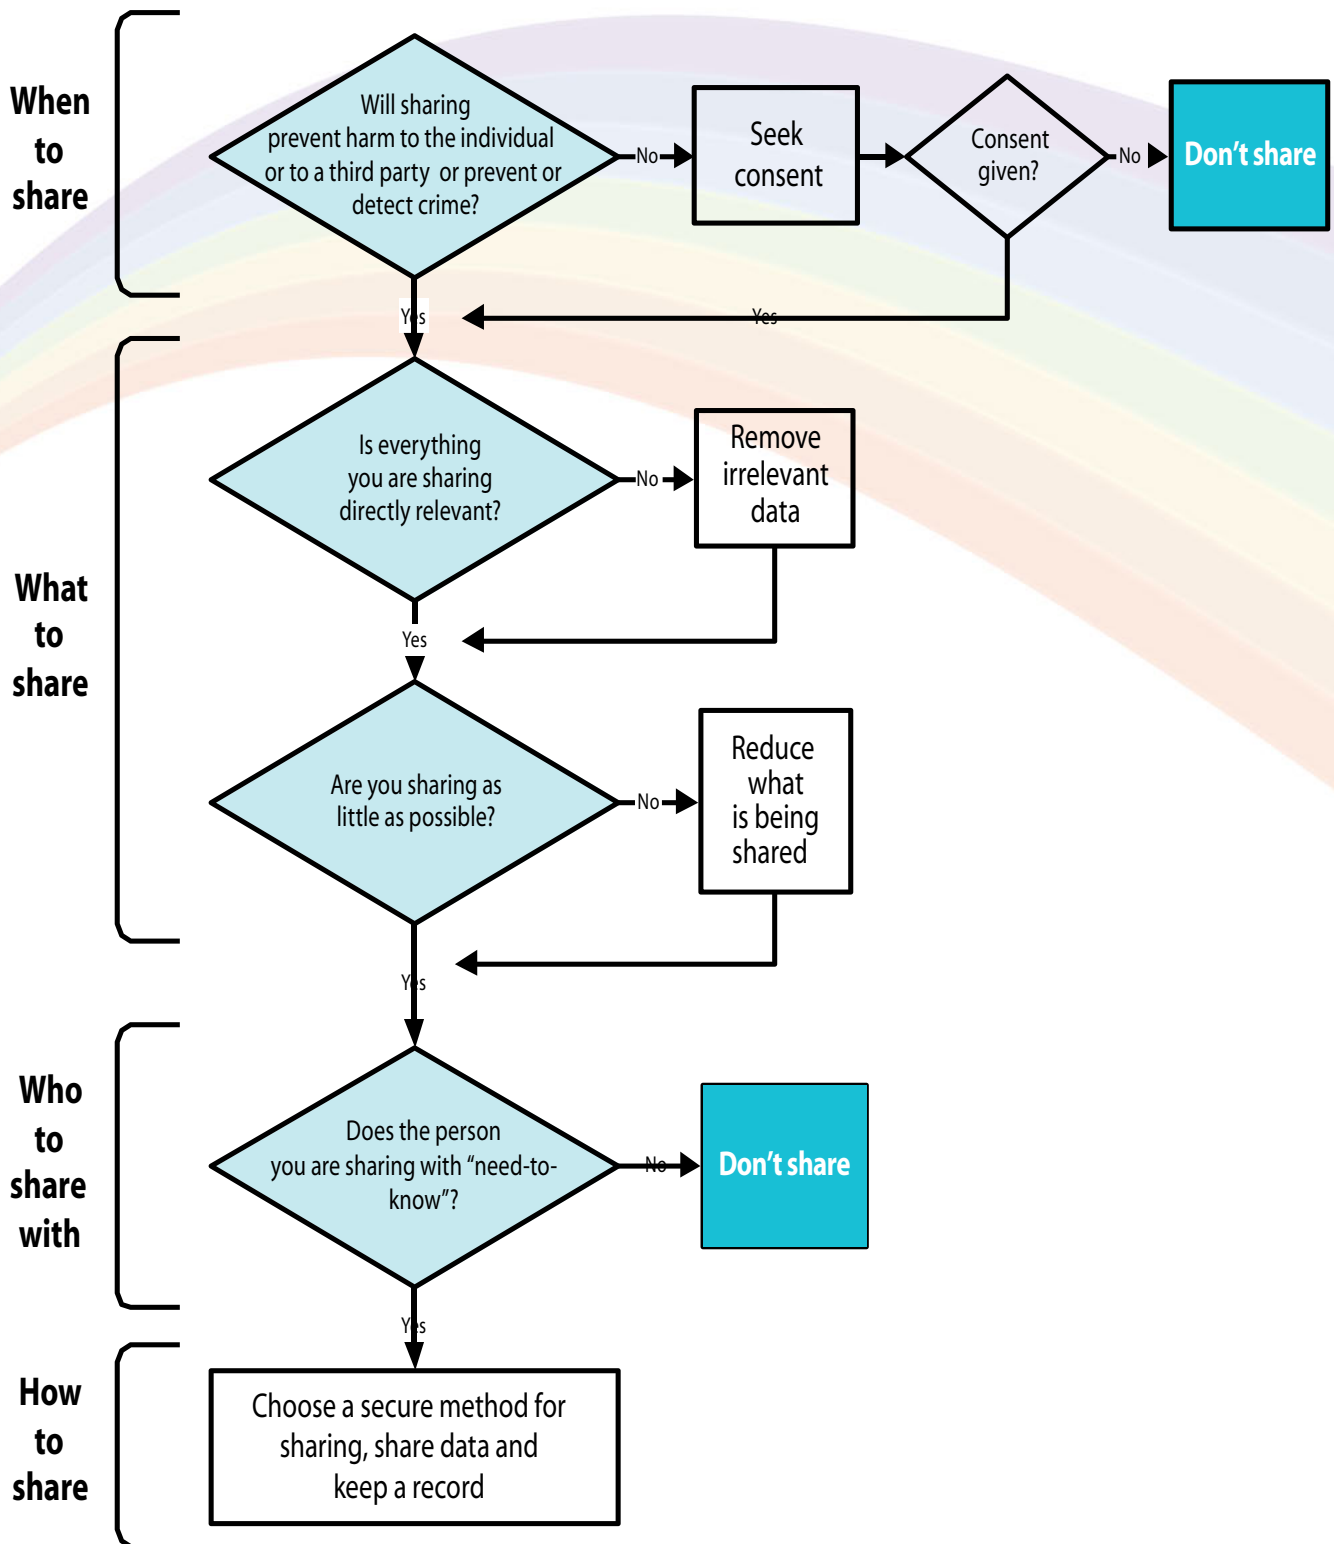 When
to
share
Will sharing
prevent harm to the individual
or to a third party or prevent or
detect crime?
No
Seek
consent
Consent
given?
No
Don't share
Yes
Yes
What
to
share
Is everything
you are sharing
directly relevant?
No
Remove
irrelevant
data
Yes
Are you sharing as
little as possible?
No
Reduce
what
is being
shared
Yes
Who
to
share
with
Does the person
you are sharing with “need-to-
know”?
No
Don't share
Yes
How
to
share
Choose a secure method for
sharing, share data and
keep a record